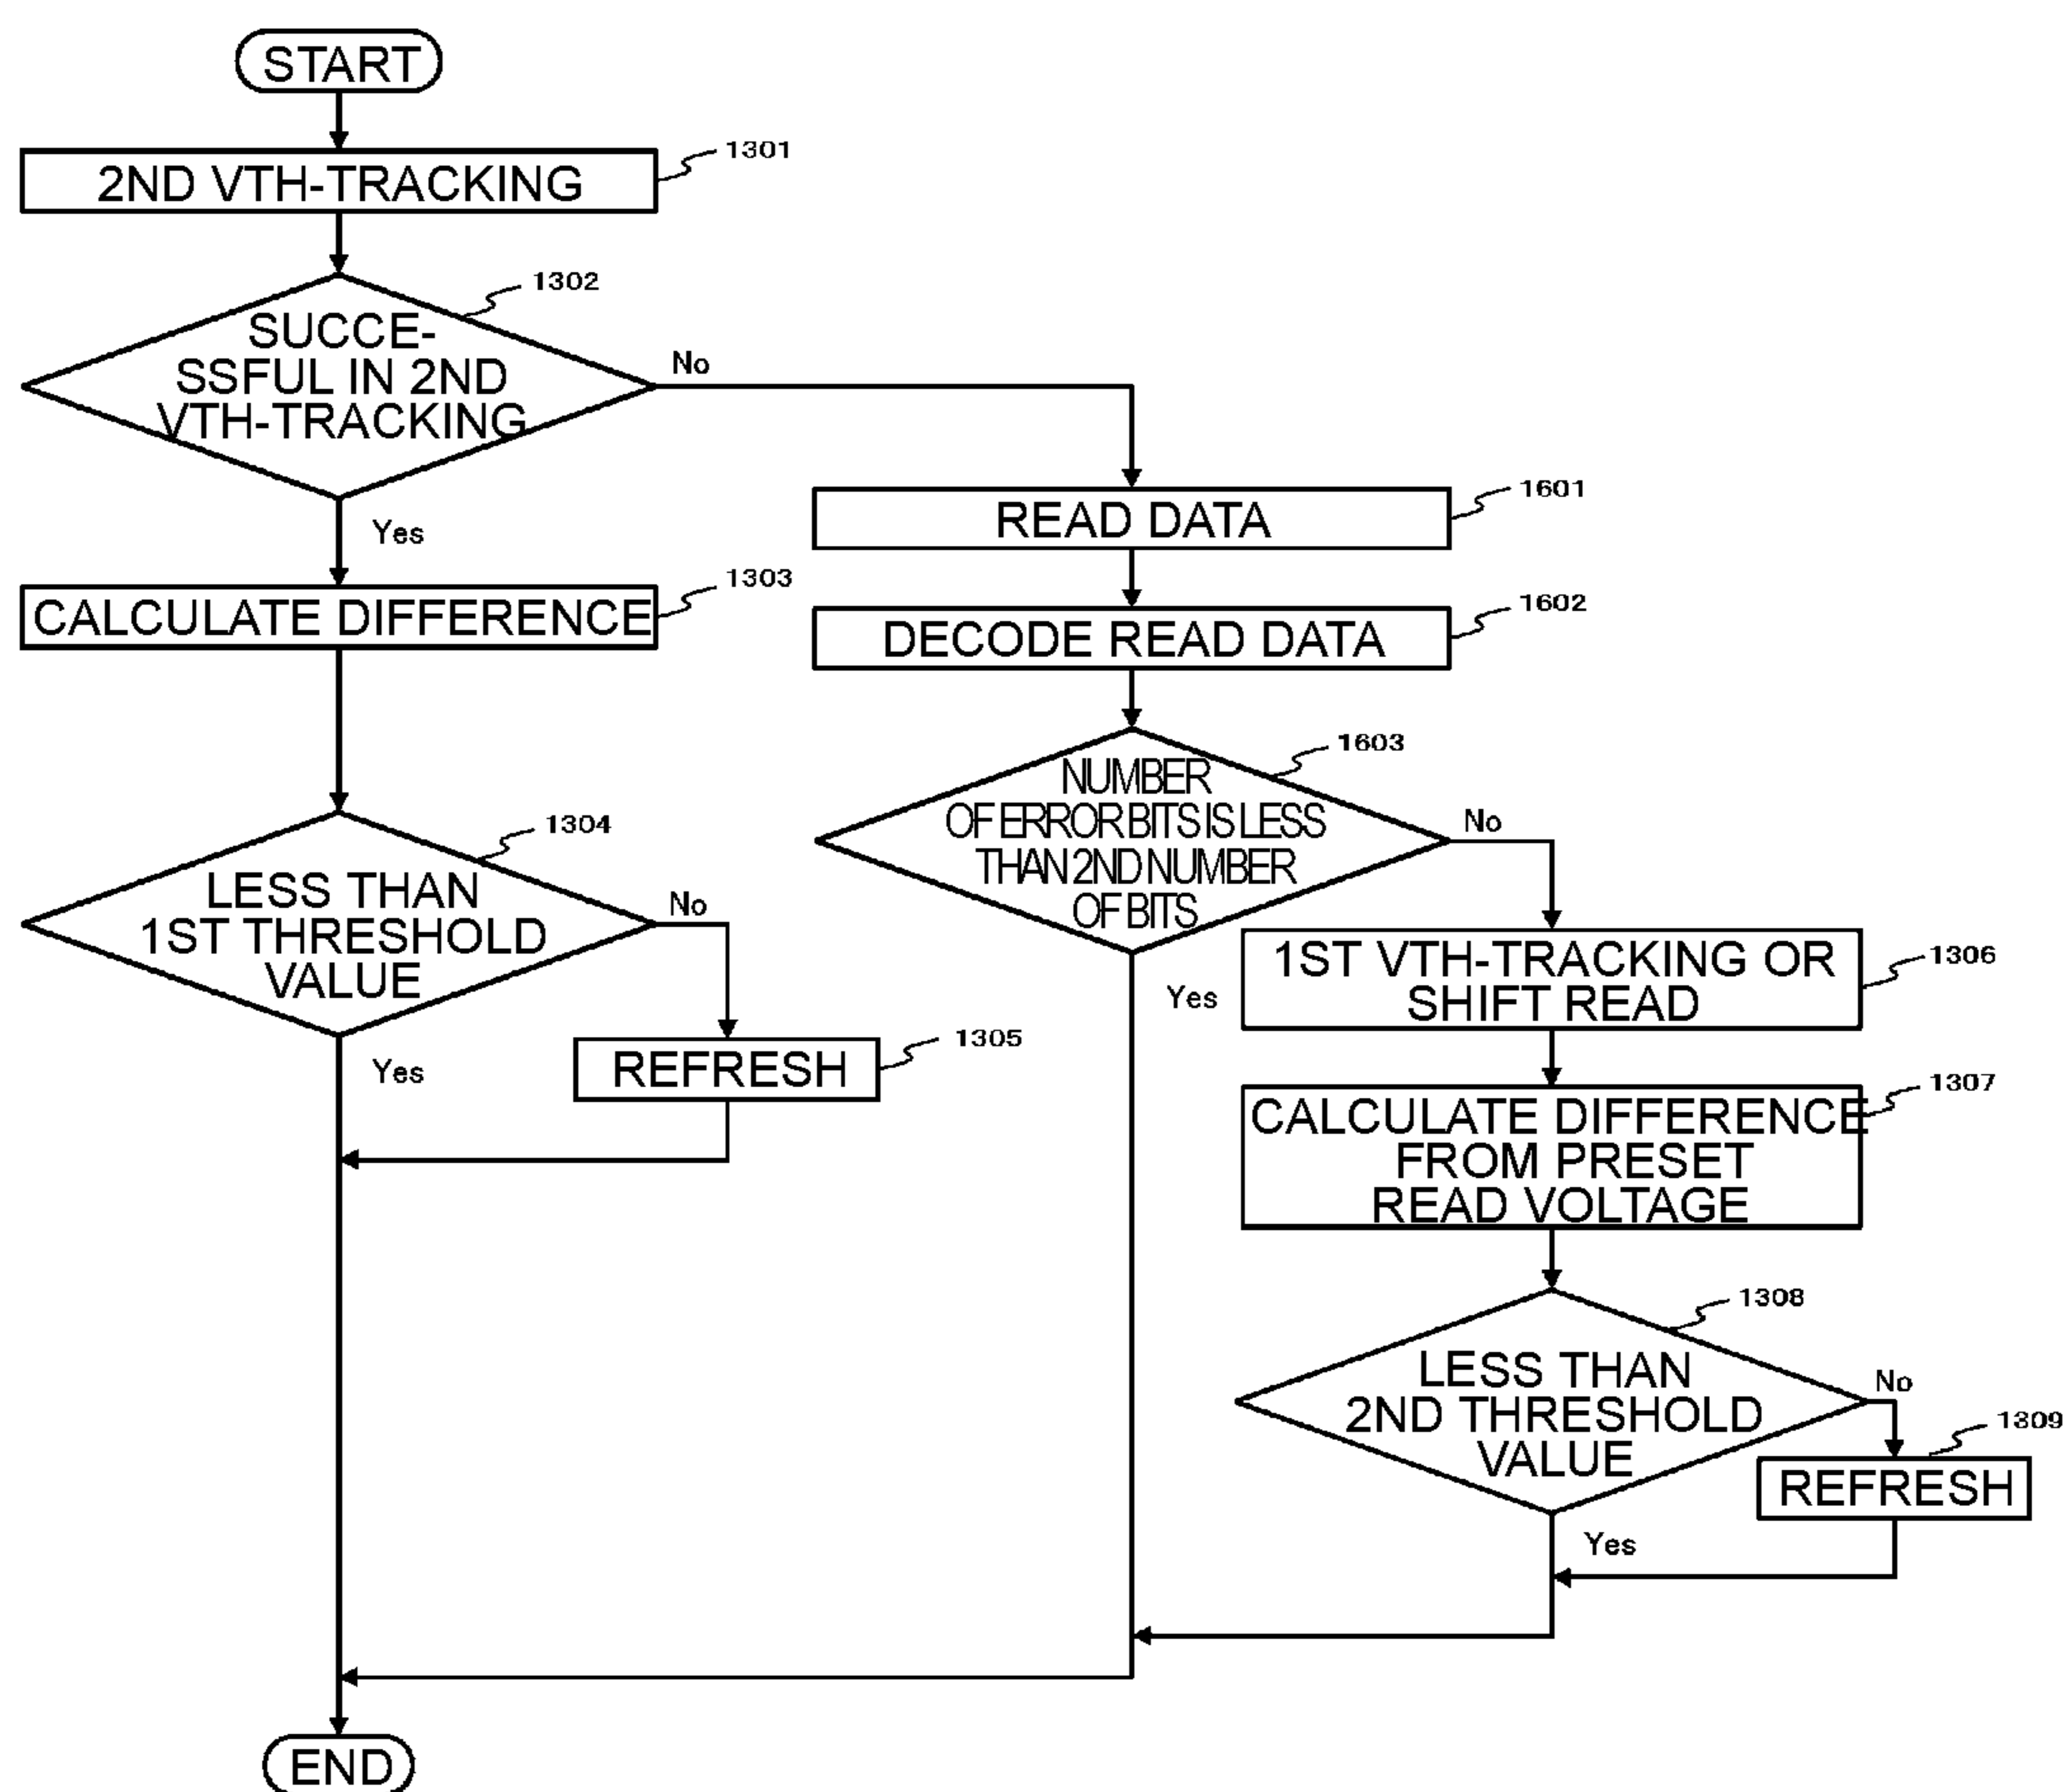 START
2ND VTH-TRACKING
1301
SUCCE-
SSFUL IN 2ND
VTH-TRACKING
1302
No
Yes
CALCULATE DIFFERENCE
1303
LESS THAN
1ST THRESHOLD
VALUE
1304
No
Yes
REFRESH
1305
READ DATA
1601
DECODE READ DATA
1602
NUMBER
OF ERROR BITS IS LESS
THAN 2ND NUMBER
OF BITS
1603
No
Yes
1ST VTH-TRACKING OR
SHIFT READ
1306
CALCULATE DIFFERENCE
FROM PRESET
READ VOLTAGE
1307
LESS THAN
2ND THRESHOLD
VALUE
1308
No
Yes
REFRESH
1309
END